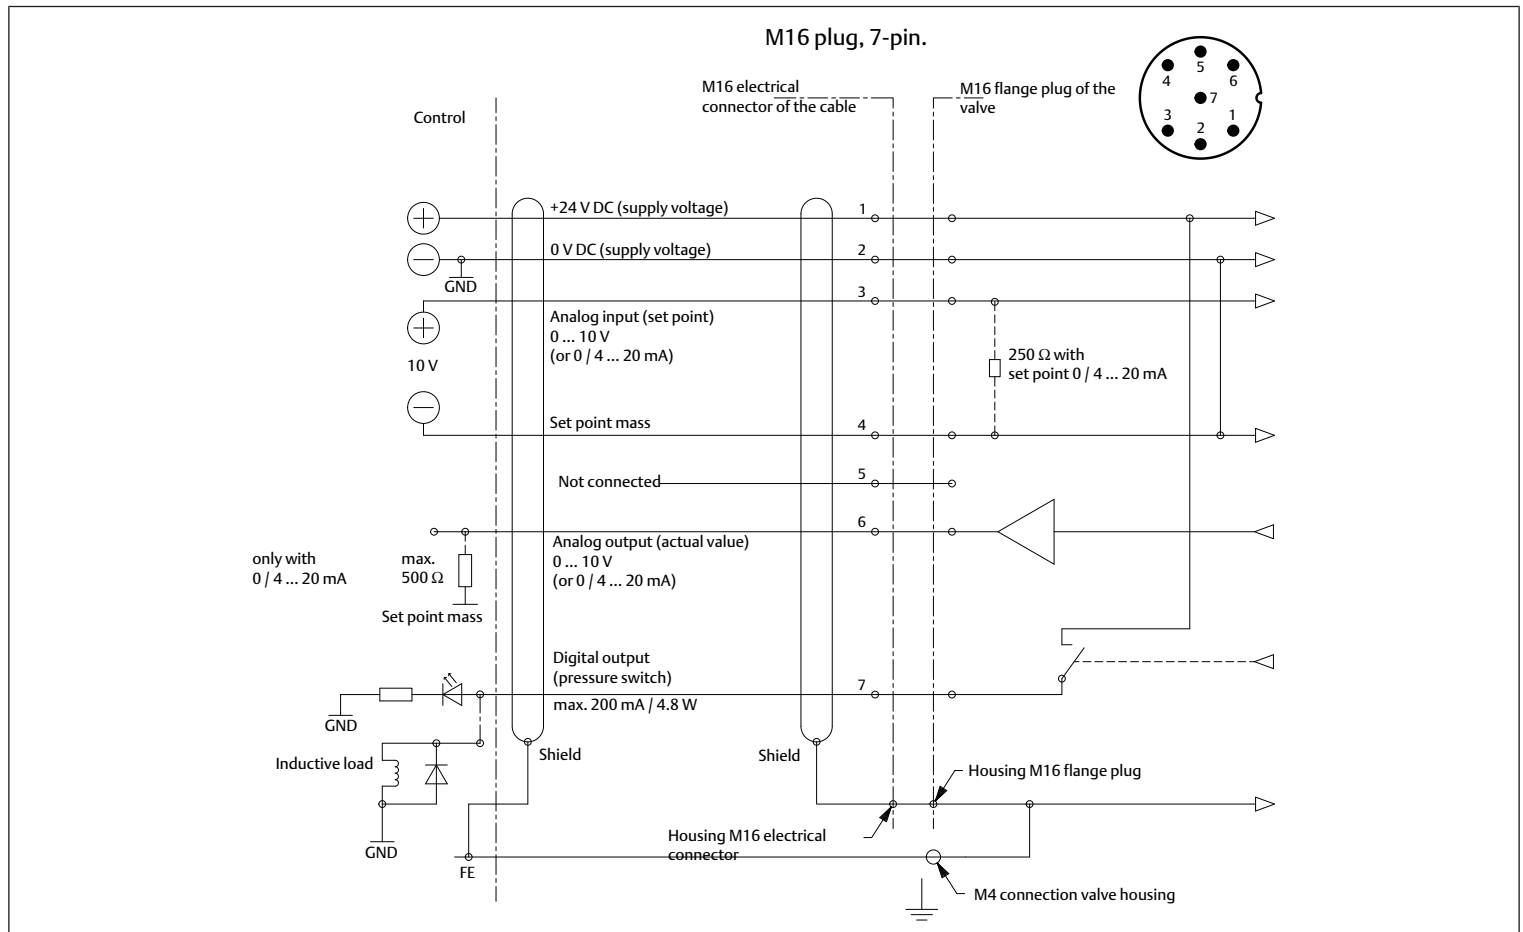 M16 plug, 7-pin.
5
4
6
7
3
2
1
M16 electrical
connector of the cable
M16 flange plug of the
valve
Control
+24 V DC (supply voltage)
1
0 V DC (supply voltage)
2
GND
3
Analog input (set point)
0 ... 10 V
(or 0 / 4 ... 20 mA)
10 V
250 Ω with
set point 0 / 4 ... 20 mA
Set point mass
4
Not connected
5
6
Analog output (actual value)
0 ... 10 V
(or 0 / 4 ... 20 mA)
only with
0 / 4 ... 20 mA
max.
500 Ω
Set point mass
Digital output
(pressure switch)
7
max. 200 mA / 4.8 W
GND
Shield
Shield
Inductive load
Housing M16 flange plug
Housing M16 electrical
connector
GND
FE
M4 connection valve housing